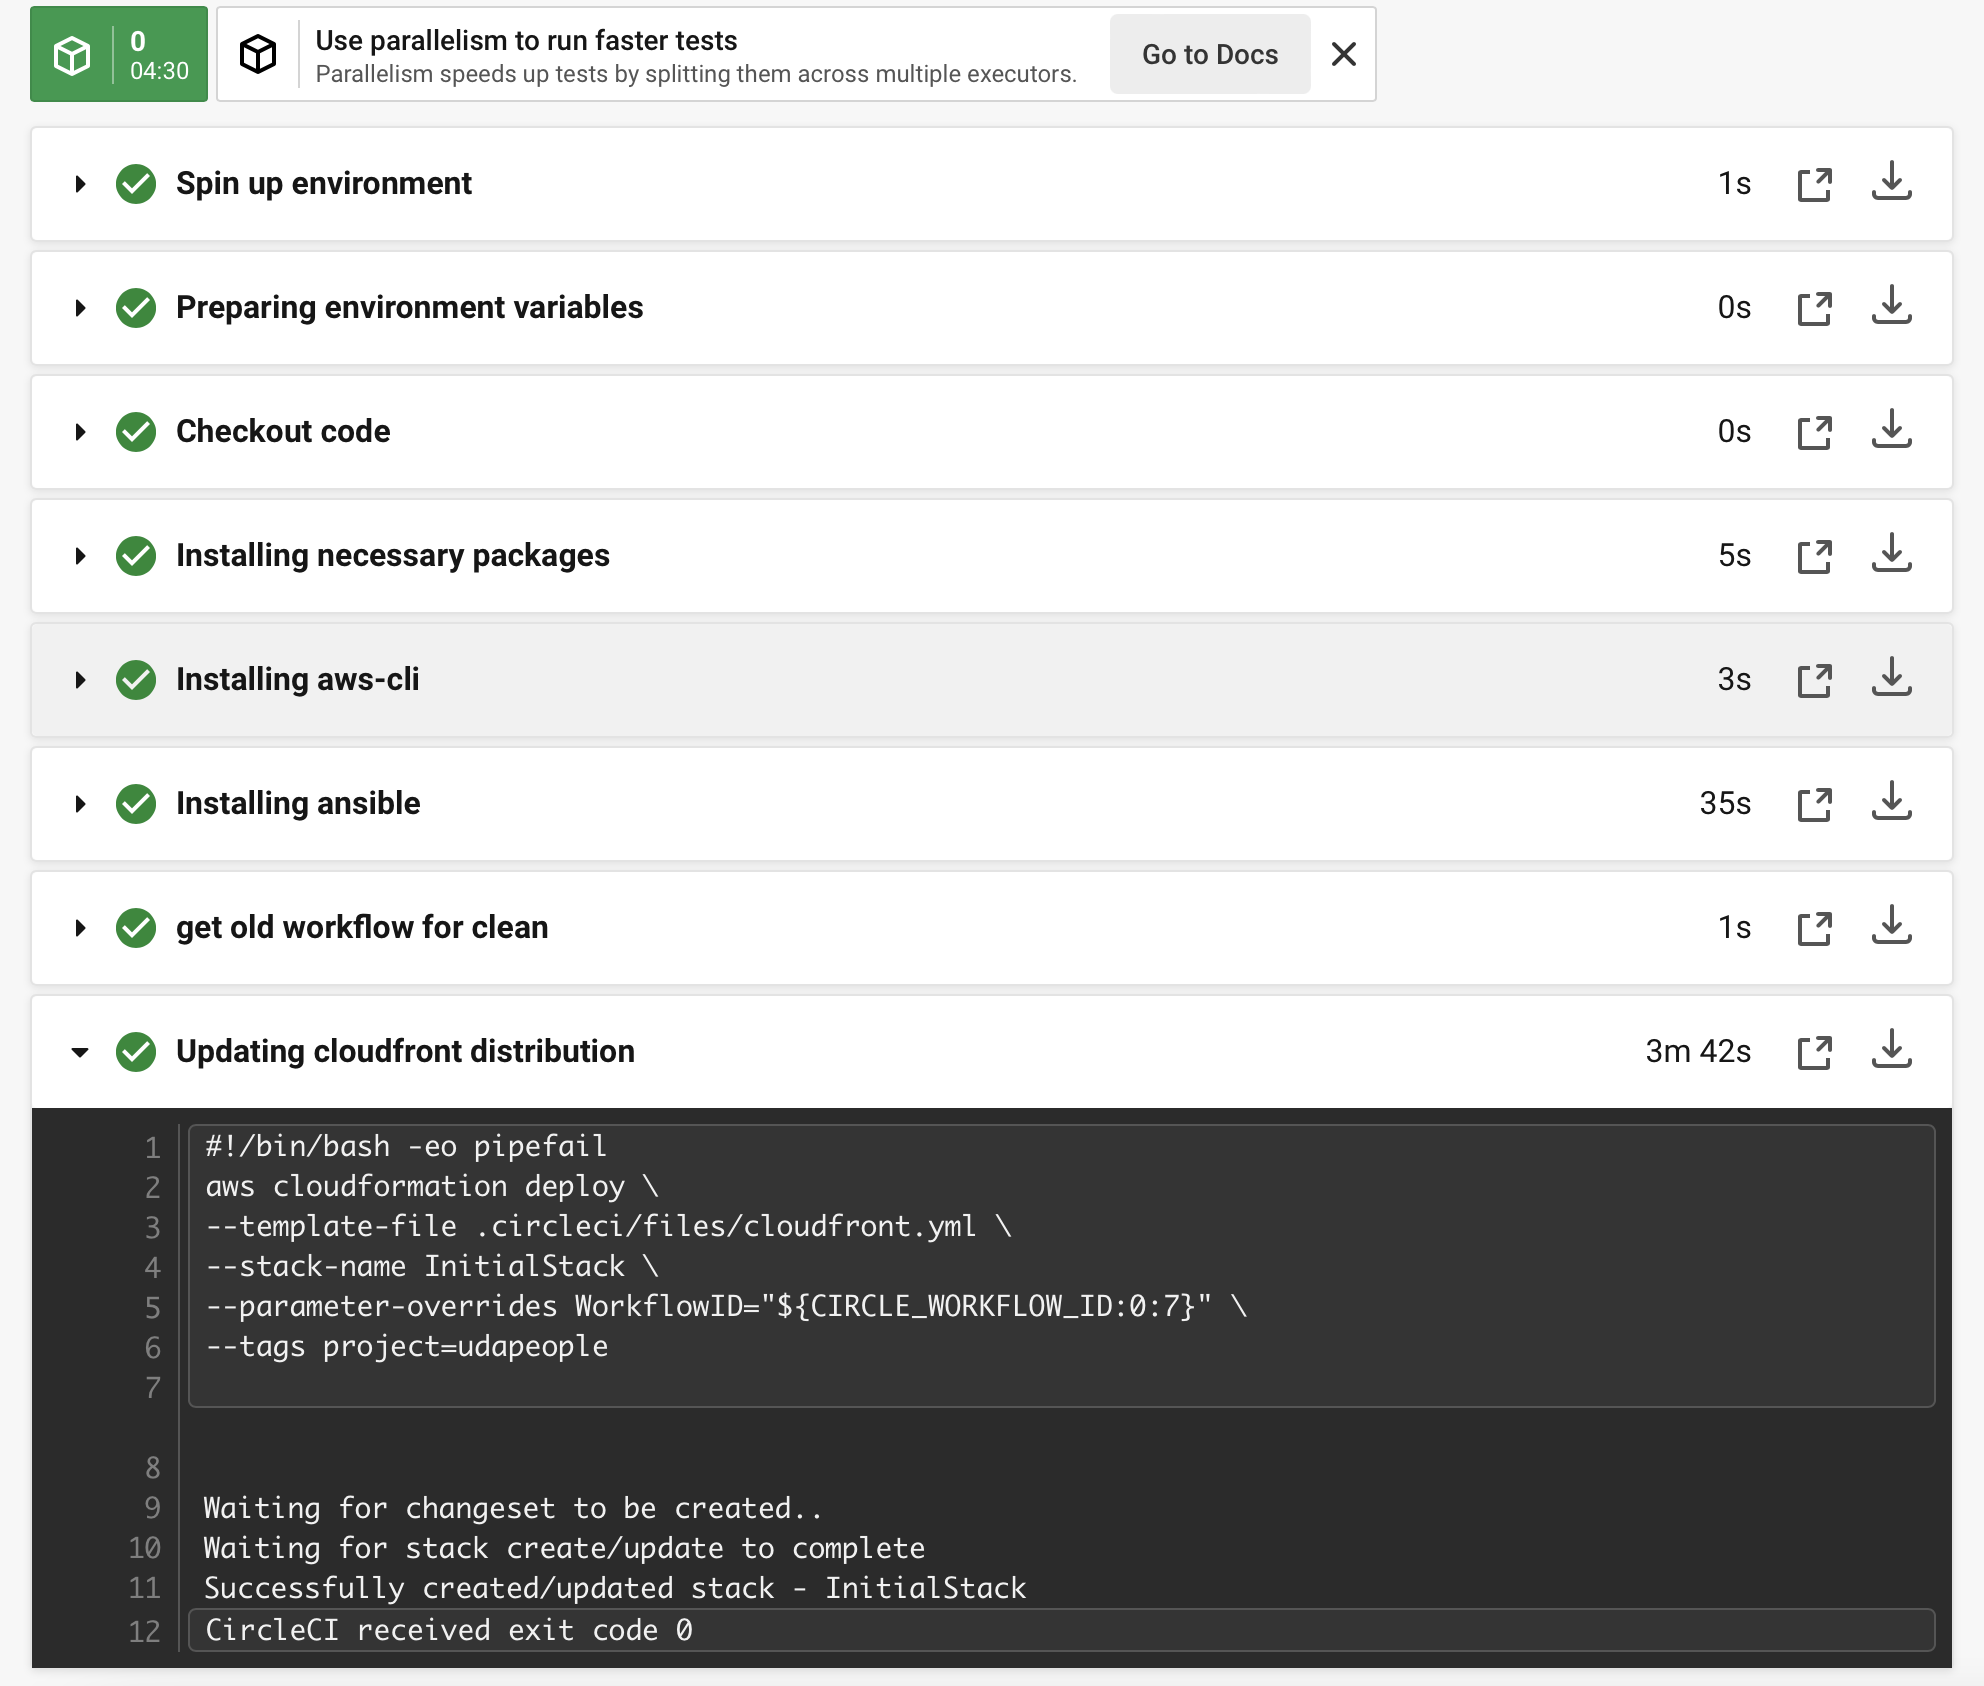 0
04:30
Use parallelism to run faster tests
Parallelism speeds up tests by splitting them across multiple executors.
Go to Docs
Spin up environment 1s
Preparing environment variables 0s
Checkout code 0s
Installing necessary packages 5s
Installing aws-cli 3s
Installing ansible 35s
get old workflow for clean 1s
Updating cloudfront distribution 3m 42s
1 #!/bin/bash -eo pipefail
2 aws cloudformation deploy \
3 --template-file .circleci/files/cloudfront.yml \
4 --stack-name InitialStack \
5 --parameter-overrides WorkflowID="${CIRCLE_WORKFLOW_ID:0:7}" \
6 --tags project=udapeople
7
8
9 Waiting for changeset to be created..
10 Waiting for stack create/update to complete
11 Successfully created/updated stack - InitialStack
12 CircleCI received exit code 0